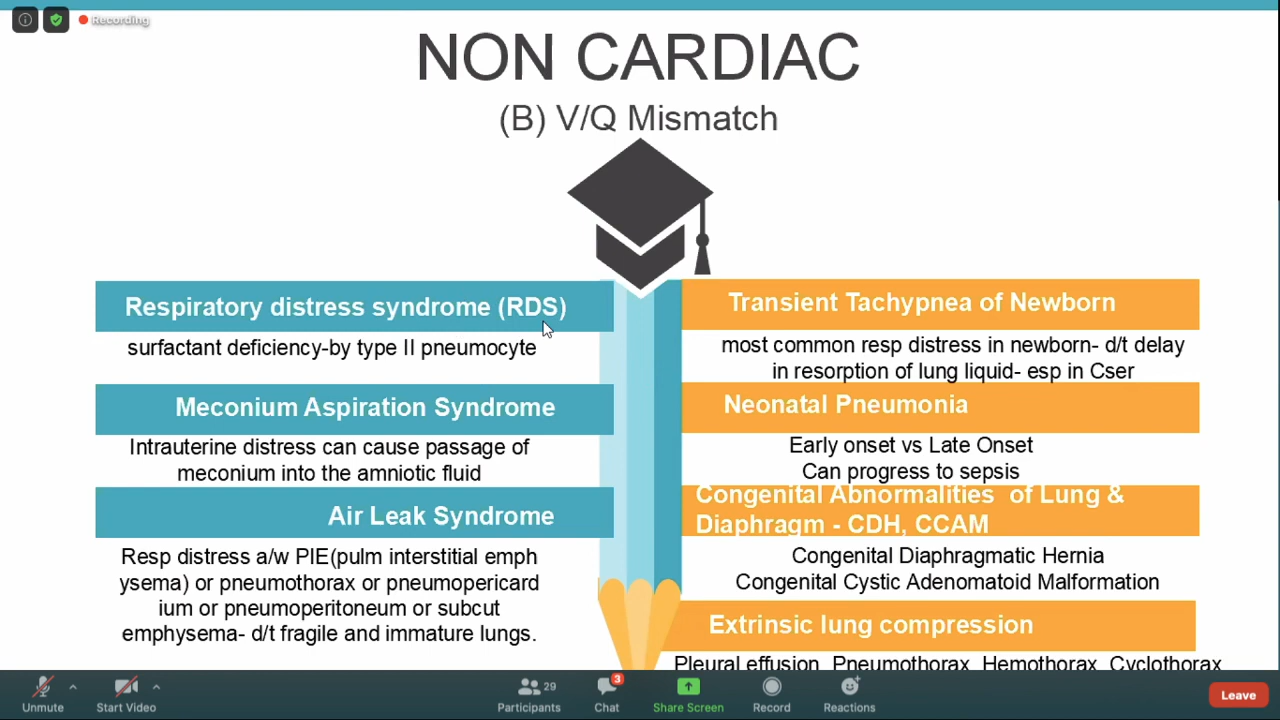 Recording
NON CARDIAC
(B) V/Q Mismatch
Respiratory distress syndrome (RDS)
surfactant deficiency-by type II pneumocyte
Meconium Aspiration Syndrome
Intrauterine distress can cause passage of
meconium into the amniotic fluid
Air Leak Syndrome
Resp distress a/w PIE(pulm interstitial emph
ysema) or pneumothorax or pneumopericard
ium or pneumoperitoneum or subcut
emphysema- d/t fragile and immature lungs.
Transient Tachypnea of Newborn
most common resp distress in newborn- d/t delay
in resorption of lung liquid- esp in Cser
Neonatal Pneumonia
Early onset vs Late Onset
Can progress to sepsis
Congenital Abnormalities of Lung &
Diaphragm - CDH, CCAM
Congenital Diaphragmatic Hernia
Congenital Cystic Adenomatoid Malformation
Extrinsic lung compression
Pleural effusion, Pneumothorax, Hemothorax, Cyclothorax
Unmute
Start Video
29
Participants
3
Chat
Share Screen
Record
Reactions
Leave